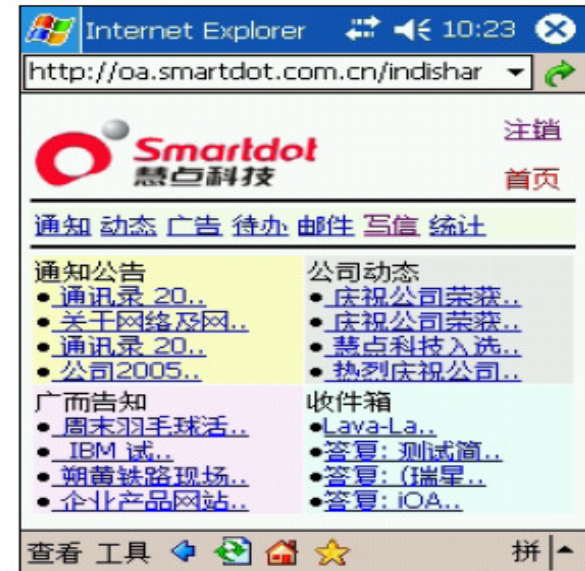 Internet Explorer 10:23
http://oa.smartdot.com.cn/indishar
Smartdot
慧点科技
注销
首页
通知 动态 广告 待办 邮件 写信 统计
通知公告
• 通讯录 20..
• 关于网络及网..
• 通讯录 20..
• 公司2005..
公司动态
• 庆祝公司荣获..
• 庆祝公司荣获..
• 慧点科技入选..
• 热烈庆祝公司..
广而告知
• 周末羽毛球活..
• IBM 试..
• 朔黄铁路现场..
• 企业产品网站..
收件箱
•Lava-La..
•答复: 测试简..
•答复: (瑞星..
•答复: iOA..
查看 工具 拼